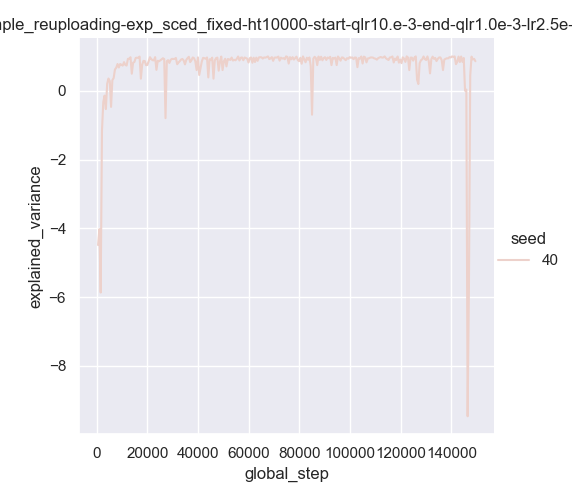 mple_reuploading-exp_sced_fixed-ht10000-start-qlr10.e-3-end-qlr1.0e-3-lr2.5e-
0
−2
−4
−6
−8
explained_variance
0 20000 40000 60000 80000 100000 120000 140000
global_step
seed
40